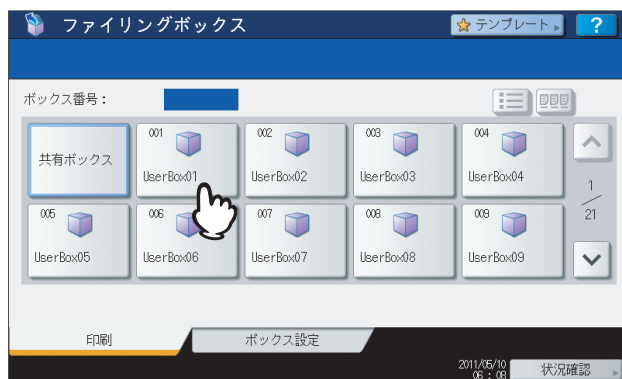 ファイリングボックス
テンプレート
?
ボックス番号：
共有ボックス
001
UserBox01
002
UserBox02
003
UserBox03
004
UserBox04
1
21
005
UserBox05
006
UserBox06
007
UserBox07
008
UserBox08
009
UserBox09
印刷
ボックス設定
2011/05/10
06：08
状況確認